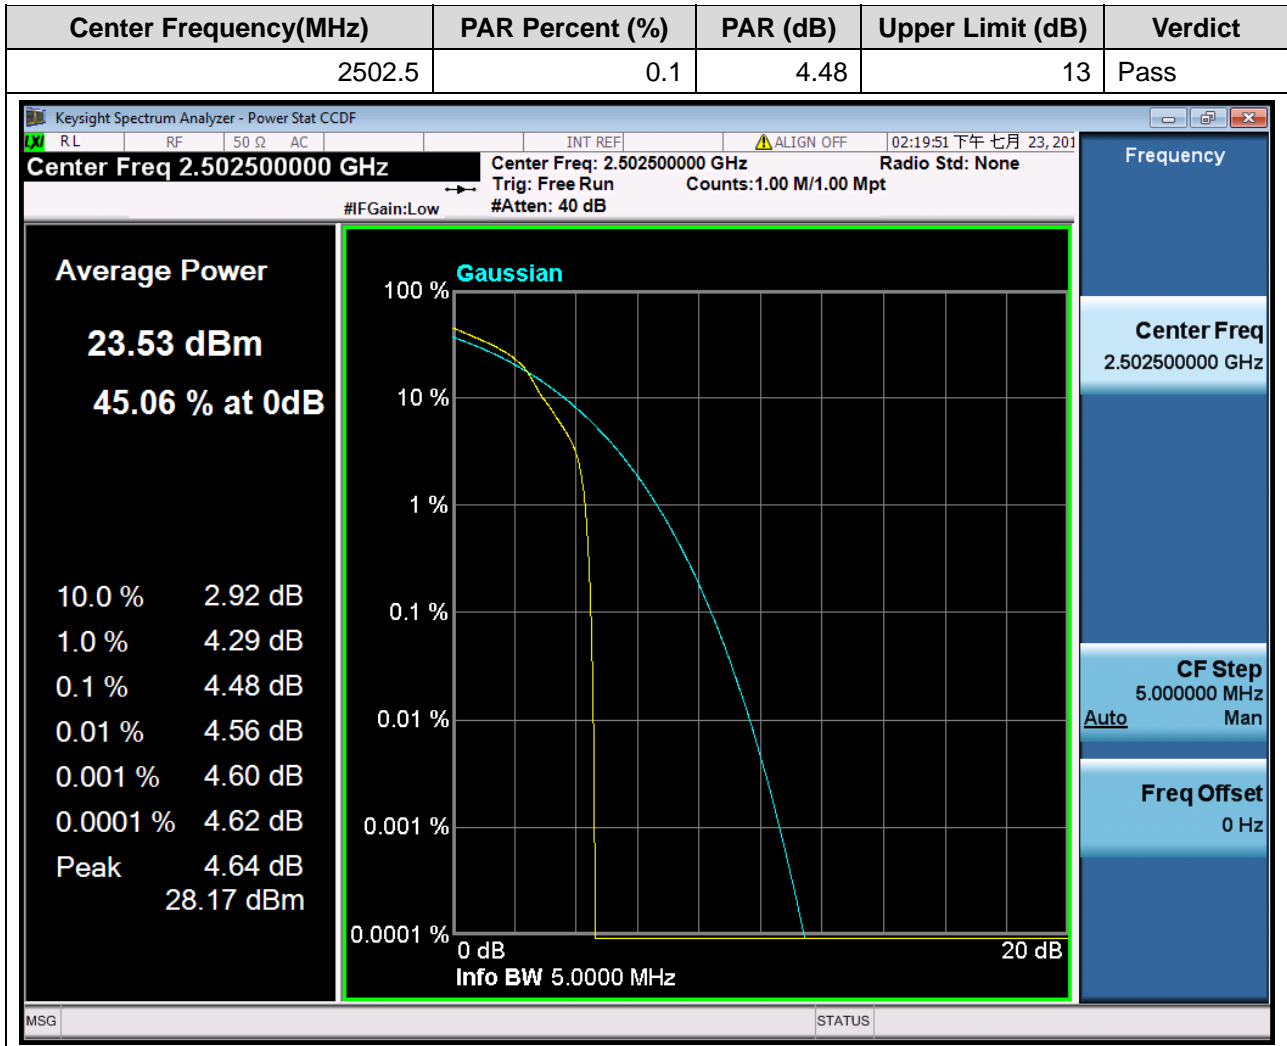 Center Frequency(MHz) PAR Percent (%) PAR (dB) Upper Limit (dB) Verdict
2502.5 0.1 4.48 13 Pass
Keysight Spectrum Analyzer - Power Stat CCDF
LXI RL RF 50 Ω AC INT REF ALIGN OFF 02:19:51 下午 七月 23, 201
Center Freq 2.502500000 GHz
Center Freq: 2.502500000 GHz Radio Std: None
Trig: Free Run Counts:1.00 M/1.00 Mpt
#IFGain:Low #Atten: 40 dB
Average Power
23.53 dBm
45.06 % at 0dB
10.0 % 2.92 dB
1.0 % 4.29 dB
0.1 % 4.48 dB
0.01 % 4.56 dB
0.001 % 4.60 dB
0.0001 % 4.62 dB
Peak 4.64 dB
28.17 dBm
Gaussian
100 %
10 %
1 %
0.1 %
0.01 %
0.001 %
0.0001 %
0 dB 20 dB
Info BW 5.0000 MHz
Frequency
Center Freq
2.502500000 GHz
CF Step
5.000000 MHz
Auto Man
Freq Offset
0 Hz
MSG STATUS